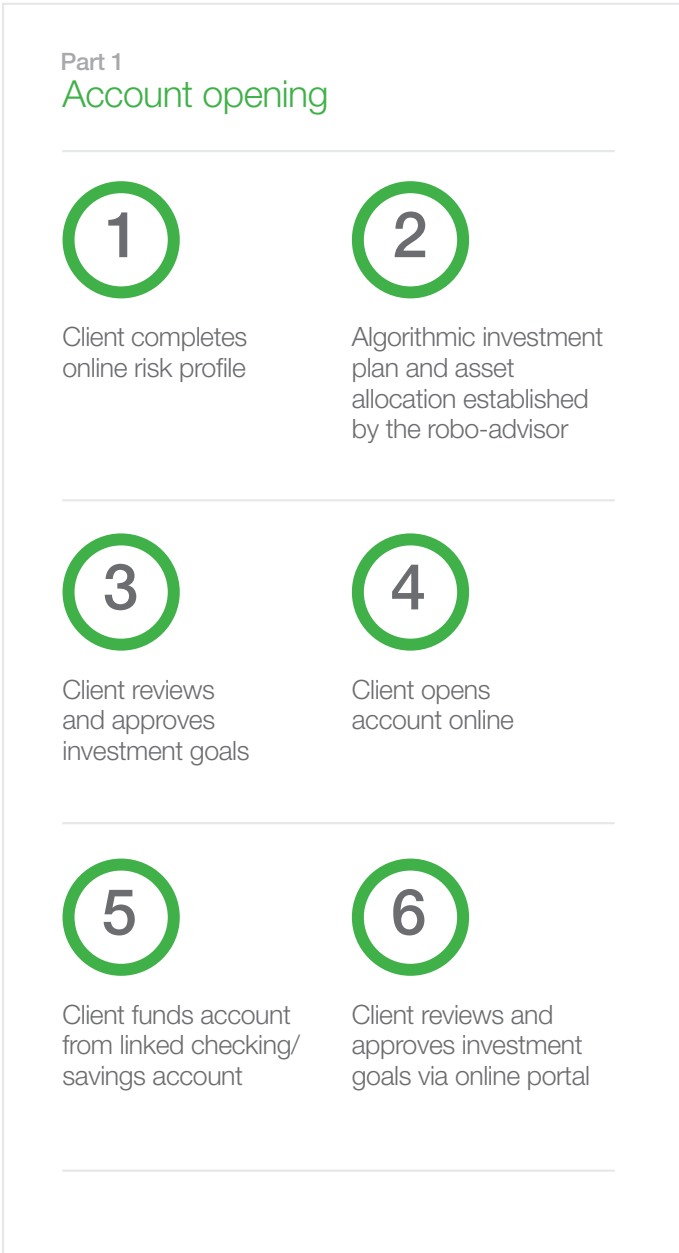 Part 1
Account opening
1
Client completes
online risk profile
2
Algorithmic investment
plan and asset
allocation established
by the robo-advisor
3
Client reviews
and approves
investment goals
4
Client opens
account online
5
Client funds account
from linked checking/
savings account
6
Client reviews and
approves investment
goals via online portal